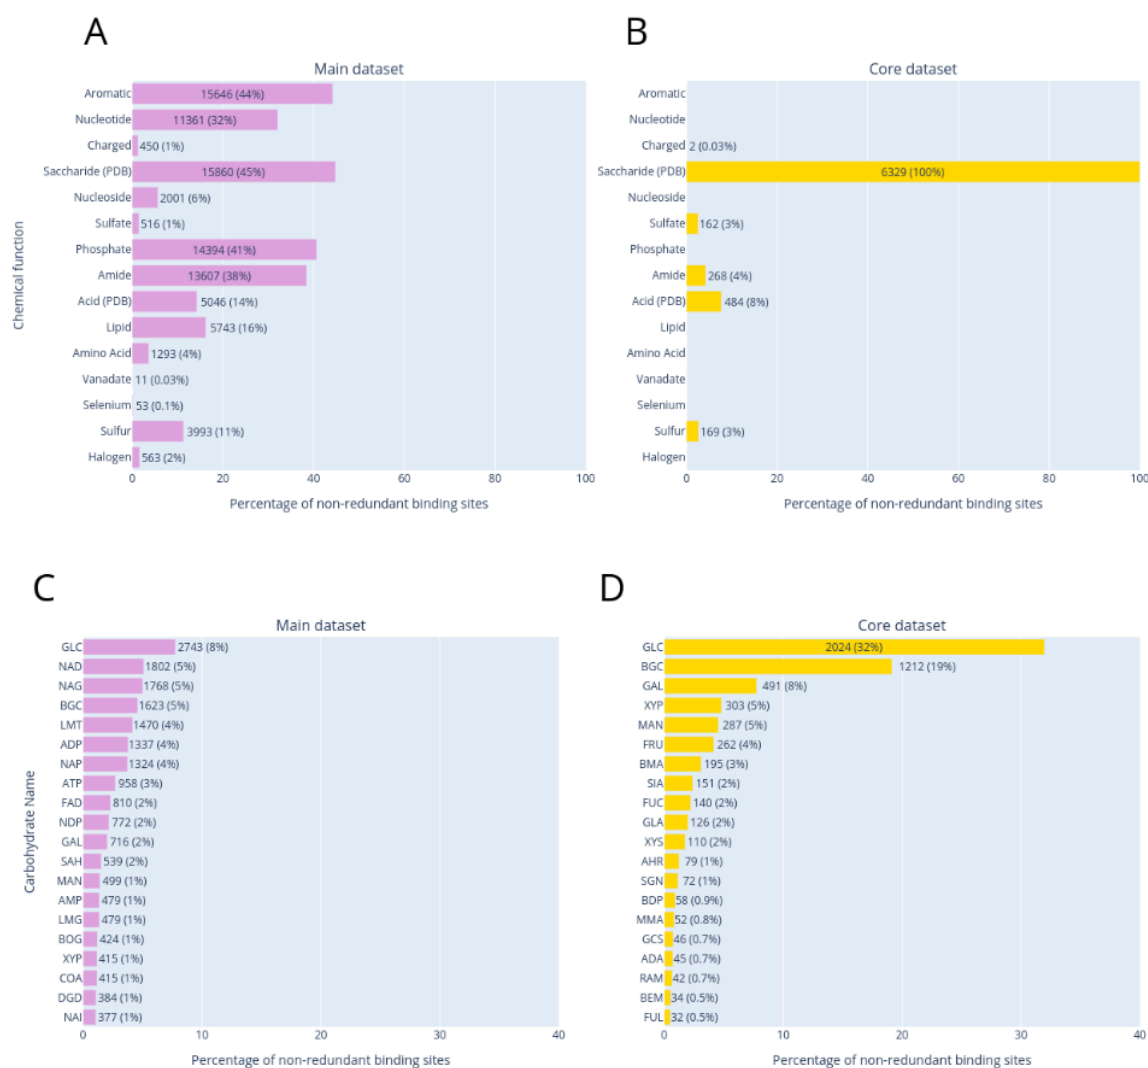 A
Main dataset
Chemical function
Aromatic 15646 (44%)
Nucleotide 11361 (32%)
Charged 450 (1%)
Saccharide (PDB) 15860 (45%)
Nucleoside 2001 (6%)
Sulfate 516 (1%)
Phosphate 14394 (41%)
Amide 13607 (38%)
Acid (PDB) 5046 (14%)
Lipid 5743 (16%)
Amino Acid 1293 (4%)
Vanadate 11 (0.03%)
Selenium 53 (0.1%)
Sulfur 3993 (11%)
Halogen 563 (2%)
0 20 40 60 80 100
Percentage of non-redundant binding sites
B
Core dataset
Aromatic
Nucleotide
Charged 2 (0.03%)
Saccharide (PDB) 6329 (100%)
Nucleoside
Sulfate 162 (3%)
Phosphate
Amide 268 (4%)
Acid (PDB) 484 (8%)
Lipid
Amino Acid
Vanadate
Selenium
Sulfur 169 (3%)
Halogen
0 20 40 60 80 100
Percentage of non-redundant binding sites
C
Main dataset
Carbohydrate Name
GLC 2743 (8%)
NAD 1802 (5%)
NAG 1768 (5%)
BGC 1623 (5%)
LMT 1470 (4%)
ADP 1337 (4%)
NAP 1324 (4%)
ATP 958 (3%)
FAD 810 (2%)
NDP 772 (2%)
GAL 716 (2%)
SAH 539 (2%)
MAN 499 (1%)
AMP 479 (1%)
LMG 479 (1%)
BOG 424 (1%)
XYP 415 (1%)
COA 415 (1%)
DGD 384 (1%)
NAI 377 (1%)
0 10 20 30 40
Percentage of non-redundant binding sites
D
Core dataset
GLC 2024 (32%)
BGC 1212 (19%)
GAL 491 (8%)
XYP 303 (5%)
MAN 287 (5%)
FRU 262 (4%)
BMA 195 (3%)
SIA 151 (2%)
FUC 140 (2%)
GLA 126 (2%)
XYS 110 (2%)
AHR 79 (1%)
SGN 72 (1%)
BDP 58 (0.9%)
MMA 52 (0.8%)
GCS 46 (0.7%)
ADA 45 (0.7%)
RAM 42 (0.7%)
BEM 34 (0.5%)
FUL 32 (0.5%)
0 10 20 30 40
Percentage of non-redundant binding sites